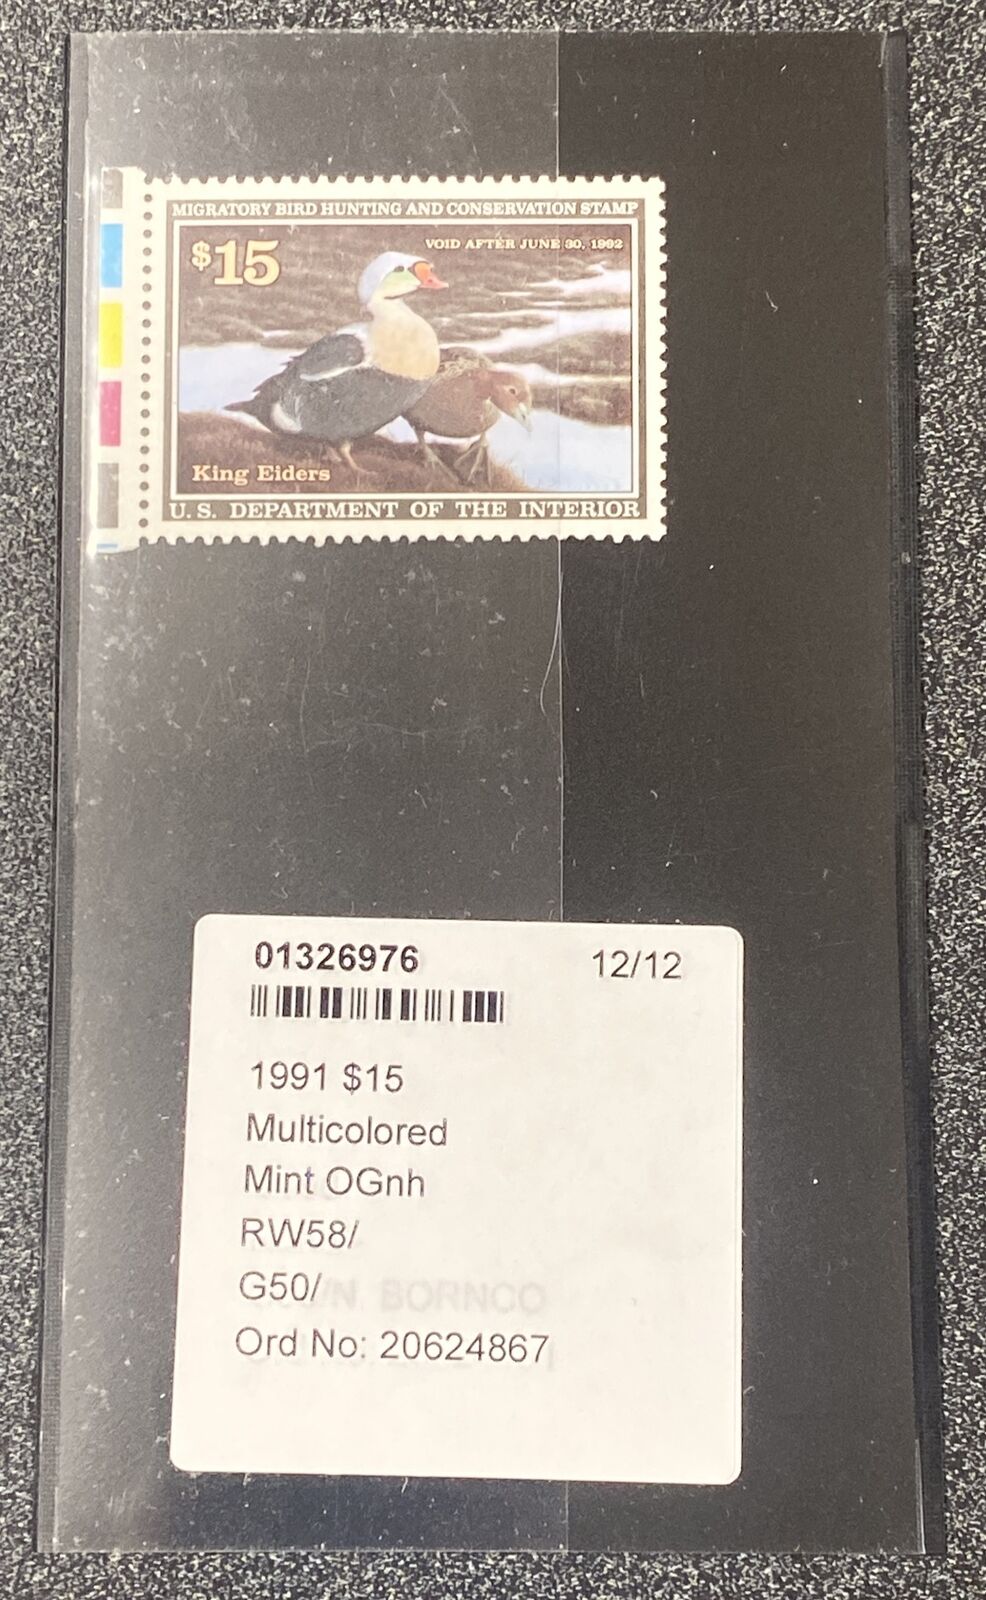 MIGRATORY BIRD HUNTING AND CONSERVATION STAMP
$15
VOID AFTER JUNE 30, 1992
King Eiders
U. S. DEPARTMENT OF THE INTERIOR
01326976 12/12
1991 $15
Multicolored
Mint OGnh
RW58/
G50/
Ord No: 20624867